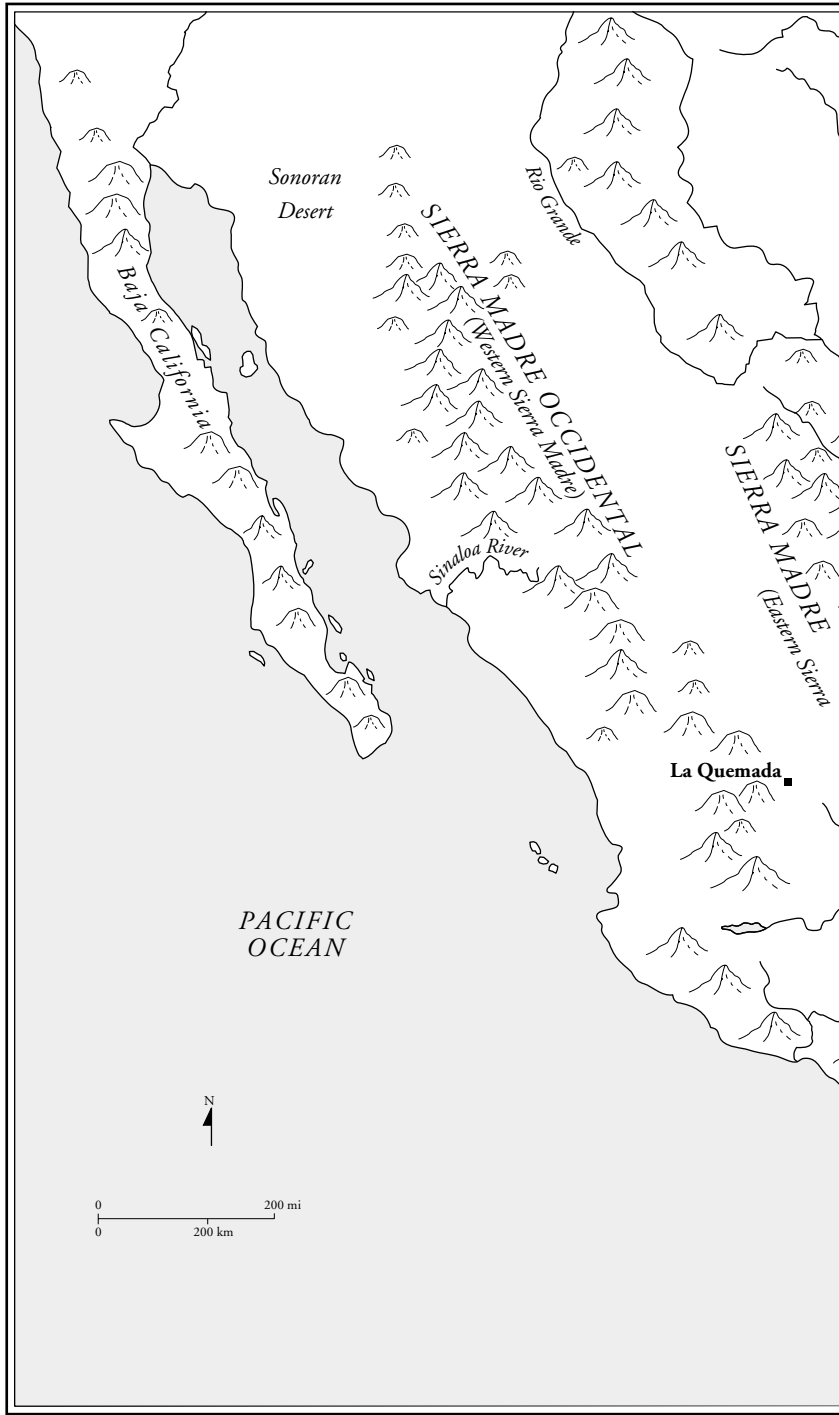 Sonoran
Desert
Rio Grande
SIERRA MADRE OCCIDENTAL
(Western Sierra Madre)
Baja California
SIERRA MADRE
(Eastern Sierra
Sinaloa River
La Quemada
PACIFIC
OCEAN
N
0 200 mi
0 200 km